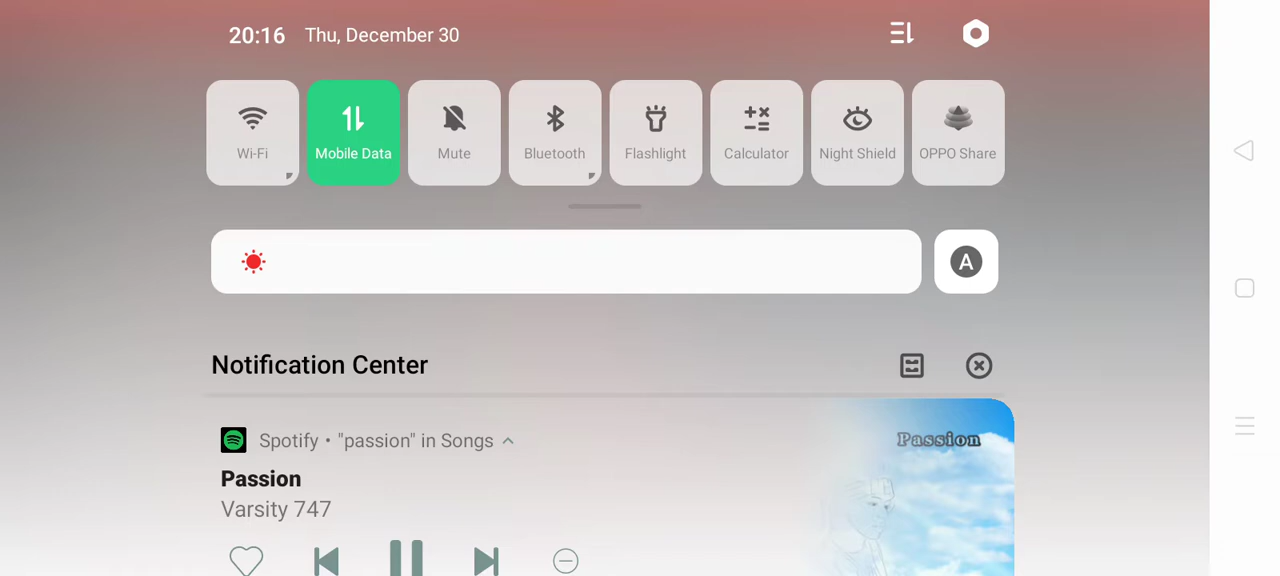 20:16 Thu, December 30
Wi-Fi Mobile Data Mute Bluetooth Flashlight Calculator Night Shield OPPO Share
A
Notification Center
Spotify • "passion" in Songs
Passion
Passion
Varsity 747